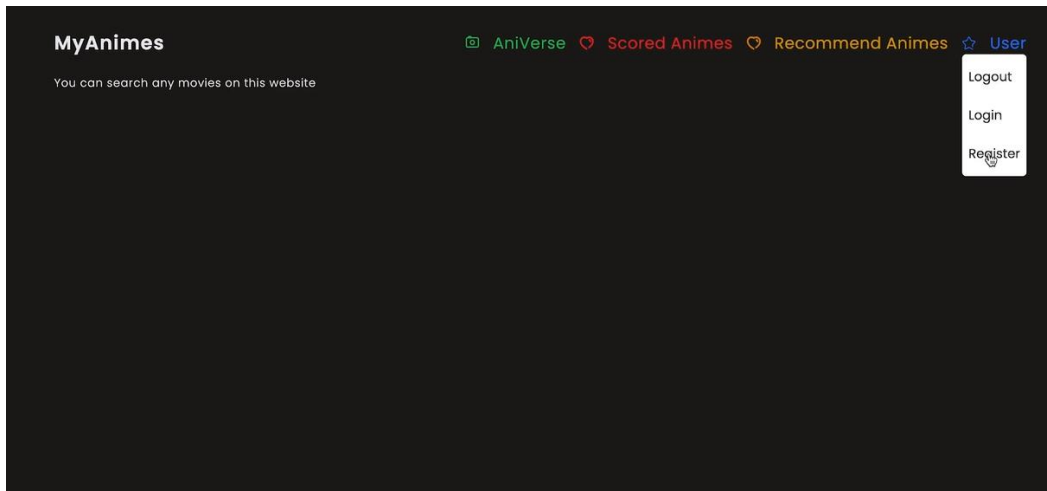 MyAnimes
AniVerse Scored Animes Recommend Animes User
You can search any movies on this website
Logout
Login
Register